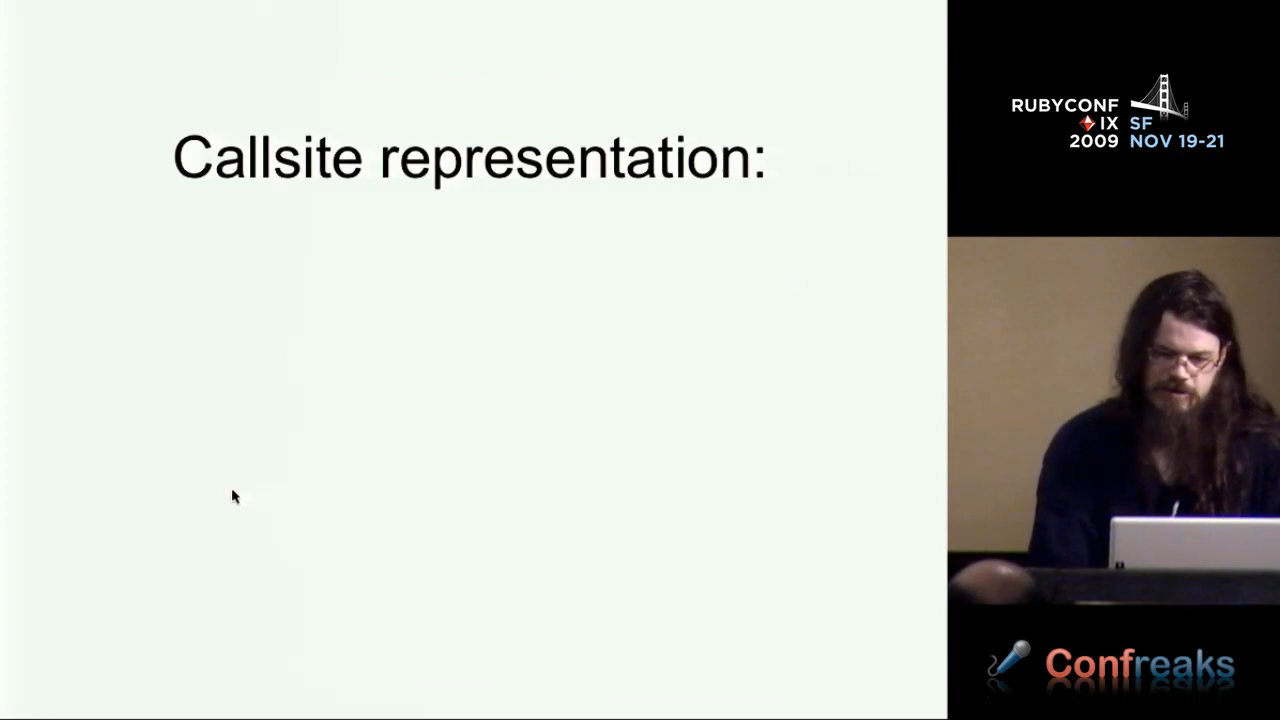 Callsite representation:
RUBYCONF
IX SF
2009 NOV 19-21
Confreaks